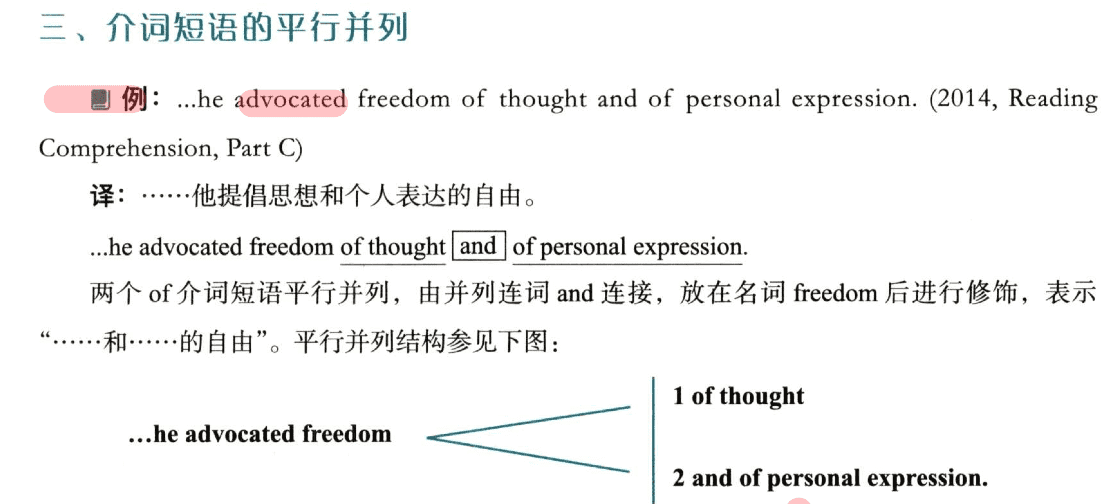 三、介词短语的平行并列
例：...he advocated freedom of thought and of personal expression. (2014, Reading
Comprehension, Part C)
译：……他提倡思想和个人表达的自由。
...he advocated freedom of thought and of personal expression.
两个 of 介词短语平行并列，由并列连词 and 连接，放在名词 freedom 后进行修饰，表示
“……和……的自由”。平行并列结构参见下图：
1 of thought
...he advocated freedom
2 and of personal expression.